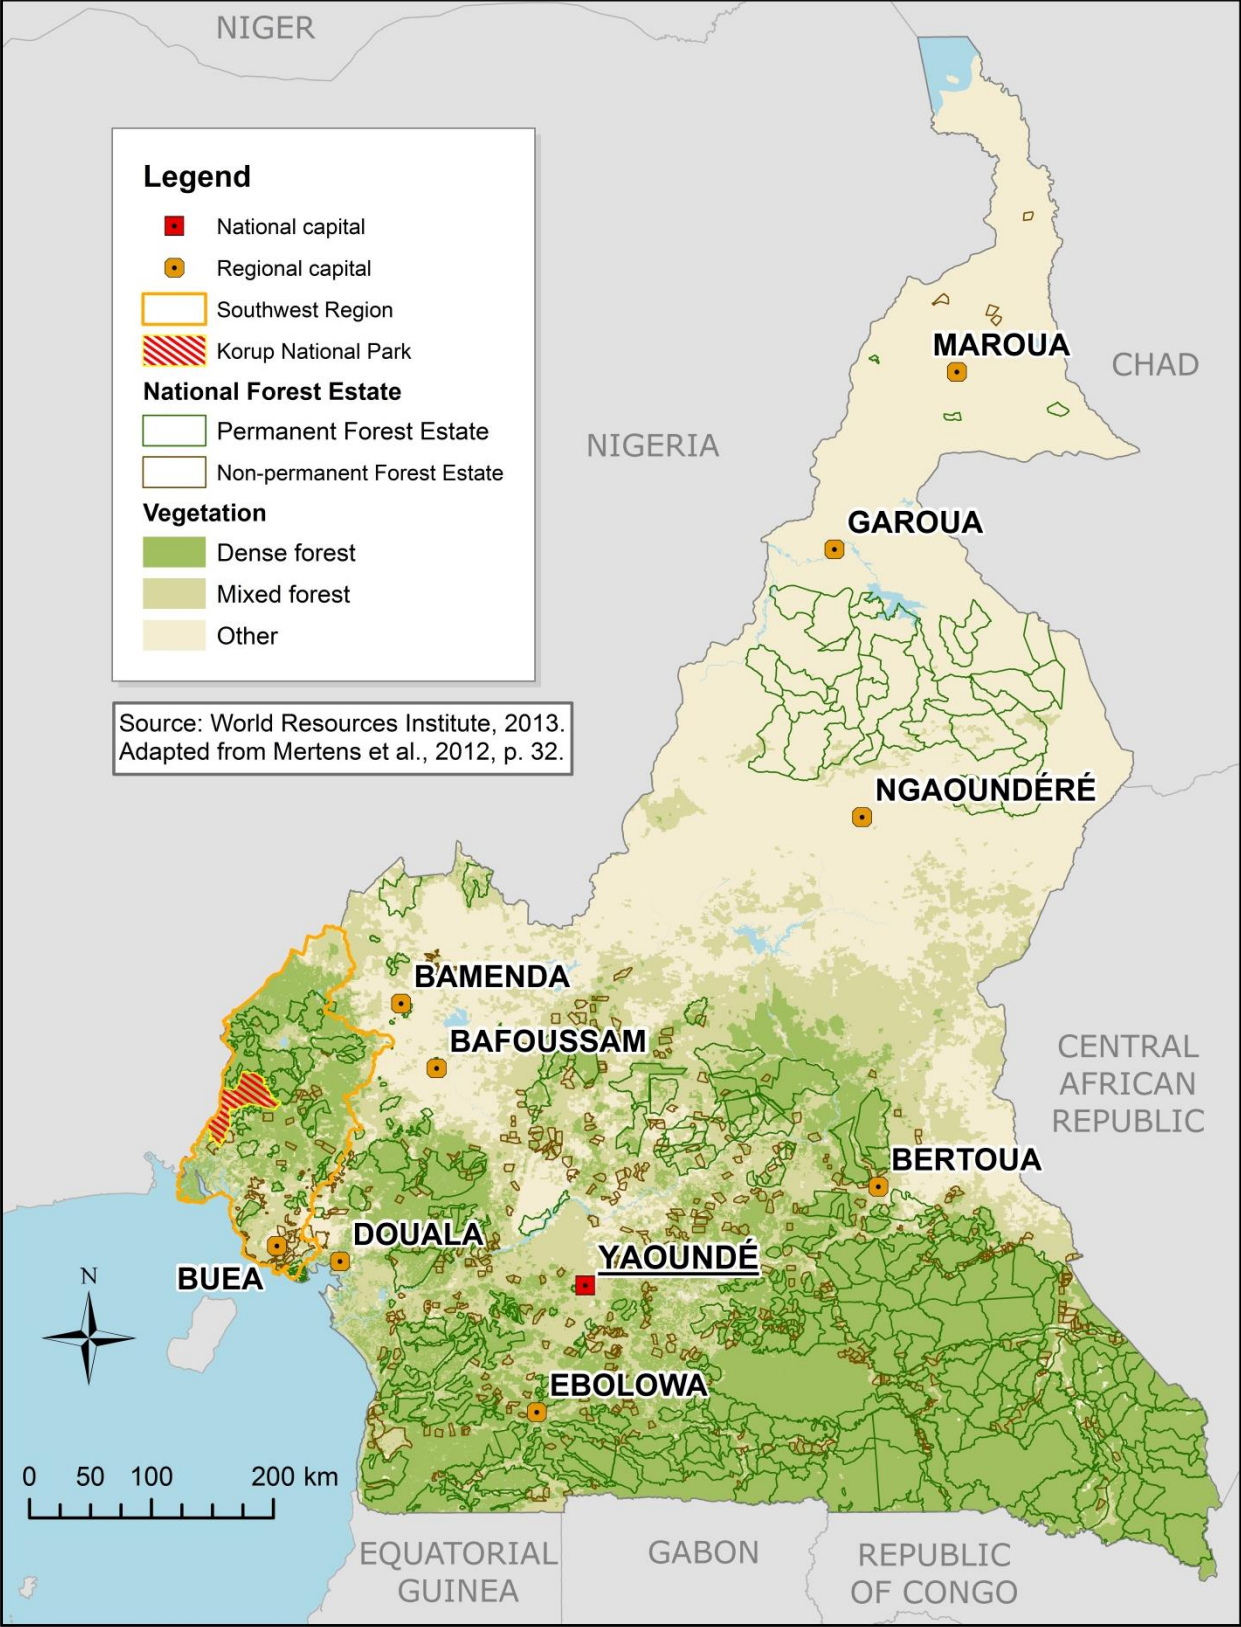 NIGER
Legend
National capital
Regional capital
Southwest Region
Korup National Park
National Forest Estate
Permanent Forest Estate
Non-permanent Forest Estate
Vegetation
Dense forest
Mixed forest
Other
Source: World Resources Institute, 2013.
Adapted from Mertens et al., 2012, p. 32.
MAROUA
CHAD
NIGERIA
GAROUA
NGAOUNDÉRÉ
BAMENDA
BAFOUSSAM
CENTRAL
AFRICAN
REPUBLIC
BERTOUA
DOUALA
YAOUNDÉ
BUEA
N
EBOLOWA
0 50 100 200 km
EQUATORIAL
GUINEA
GABON
REPUBLIC
OF CONGO